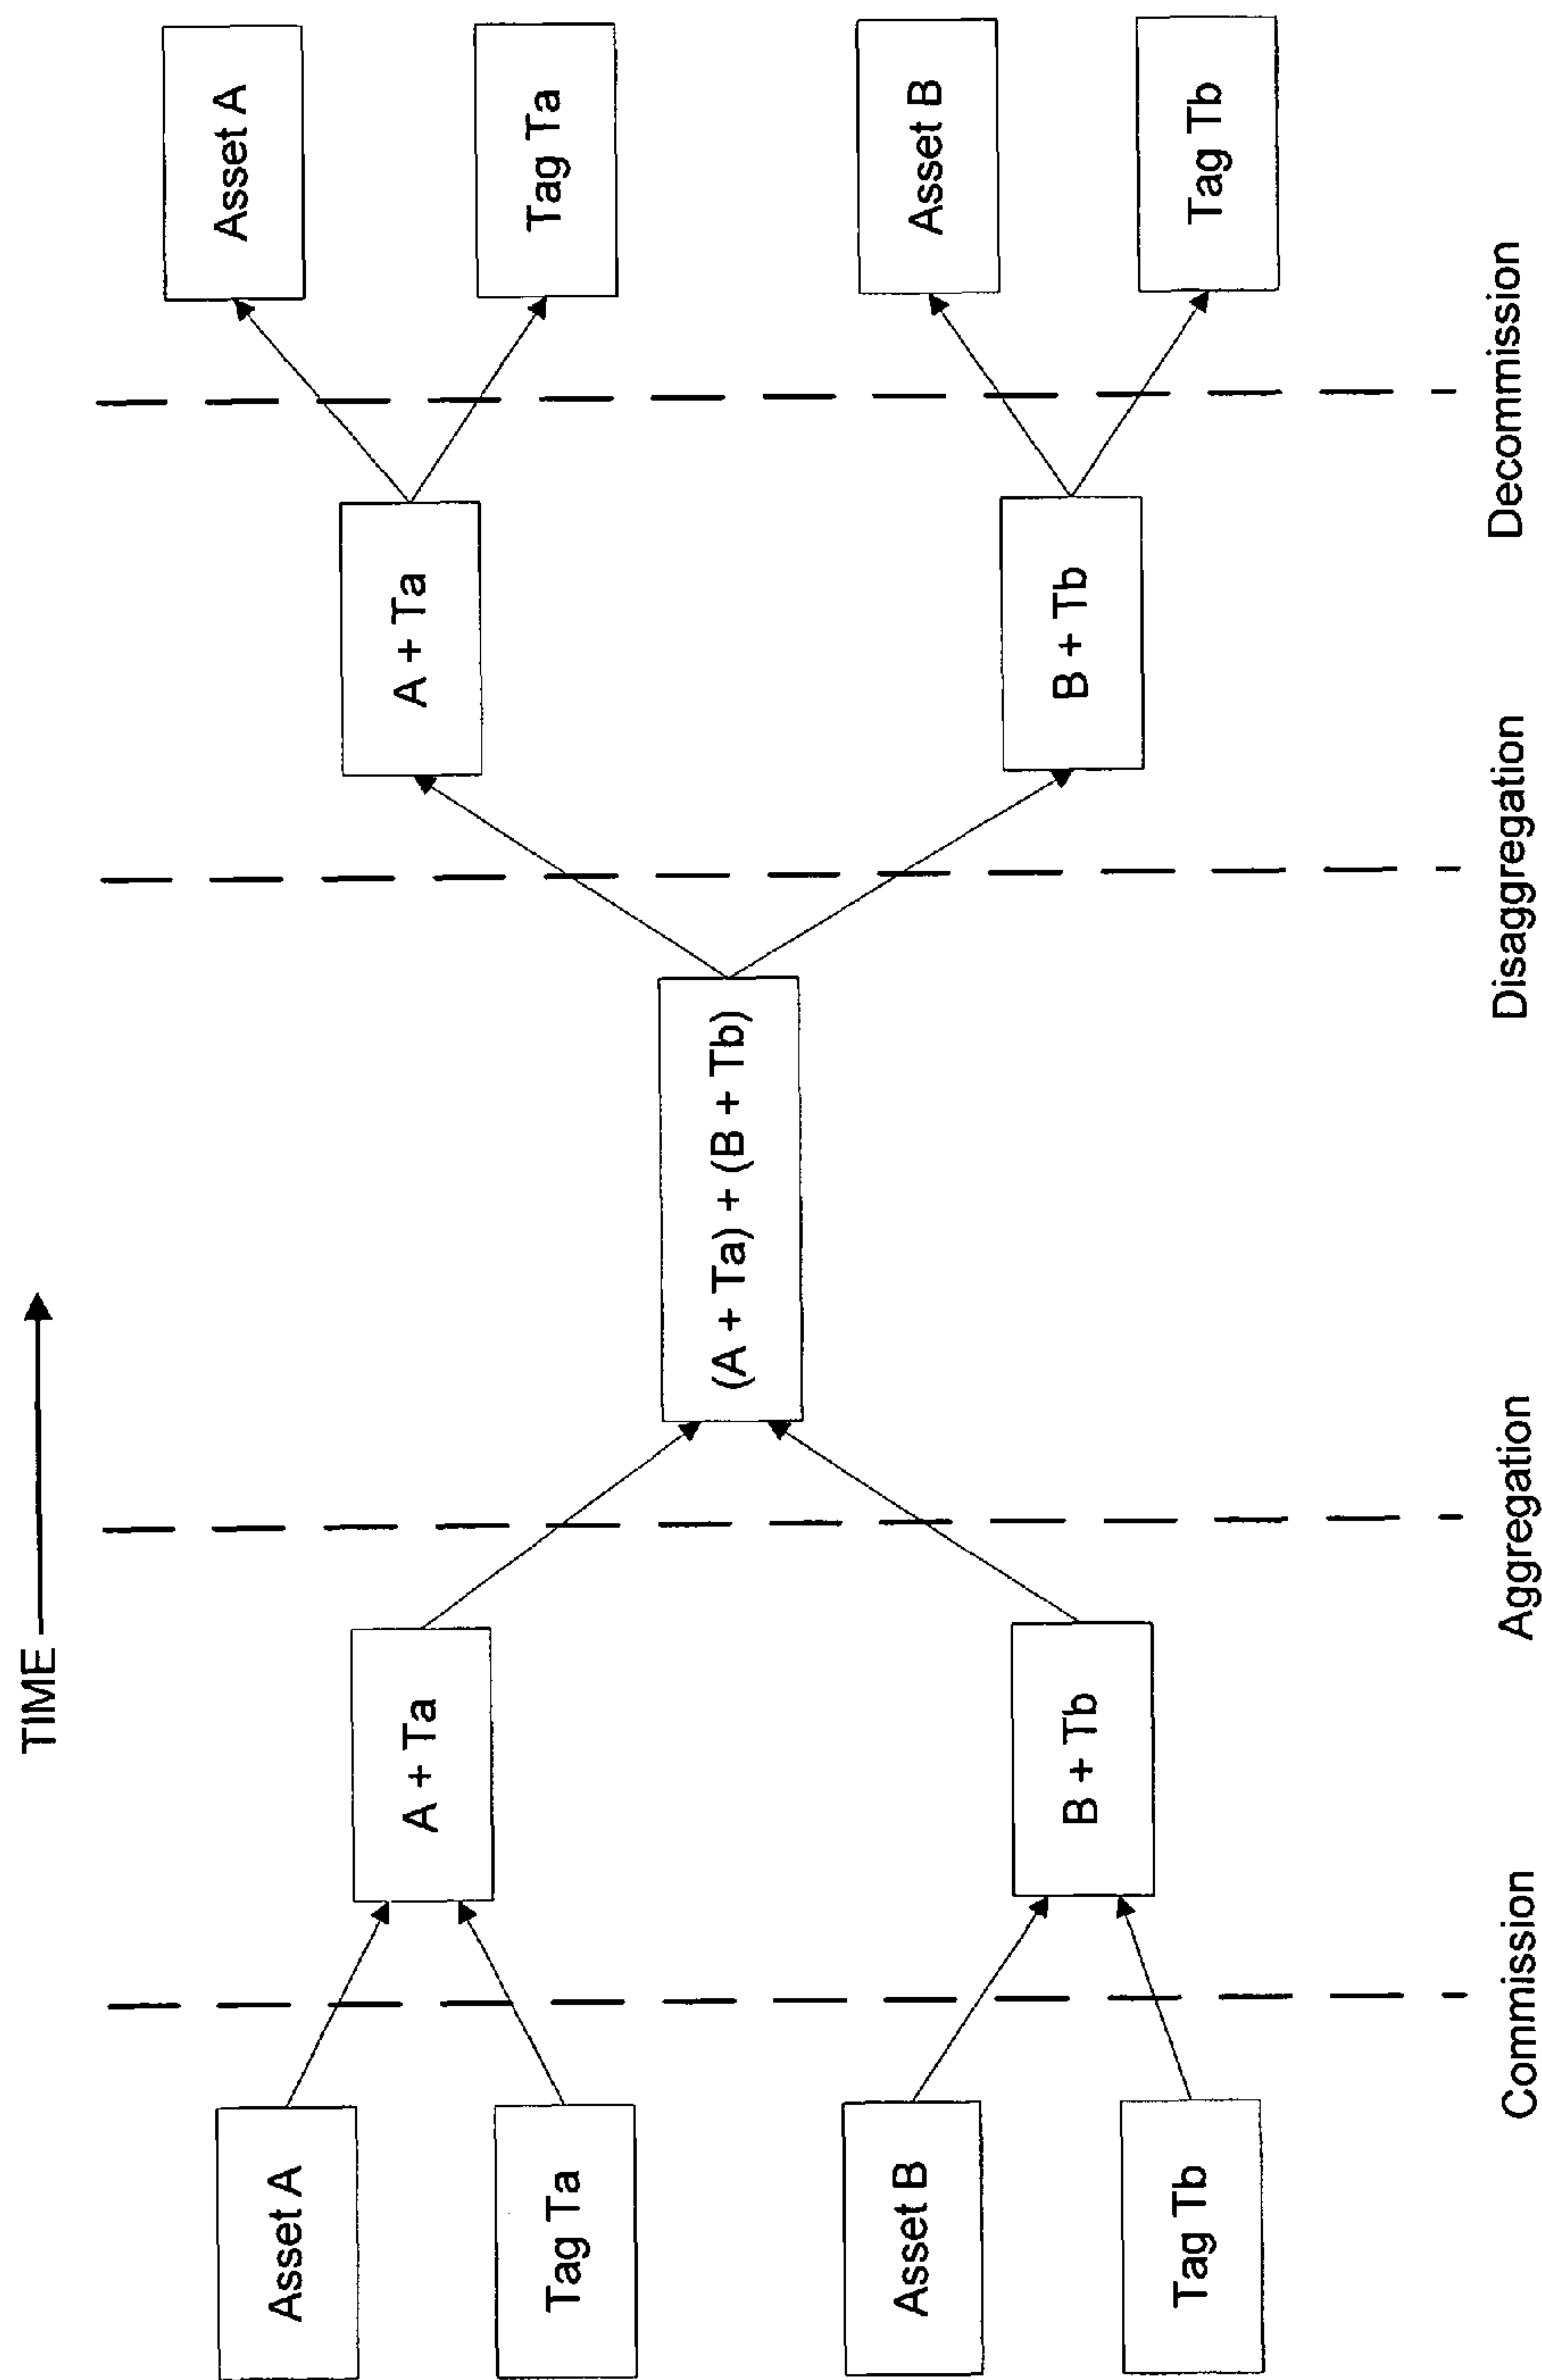 TIME
Asset A
Tag Ta
Asset B
Tag Tb
A + Ta
B + Tb
(A + Ta) + (B + Tb)
A + Ta
B + Tb
Asset A
Tag Ta
Asset B
Tag Tb
Commission
Aggregation
Disaggregation
Decommission